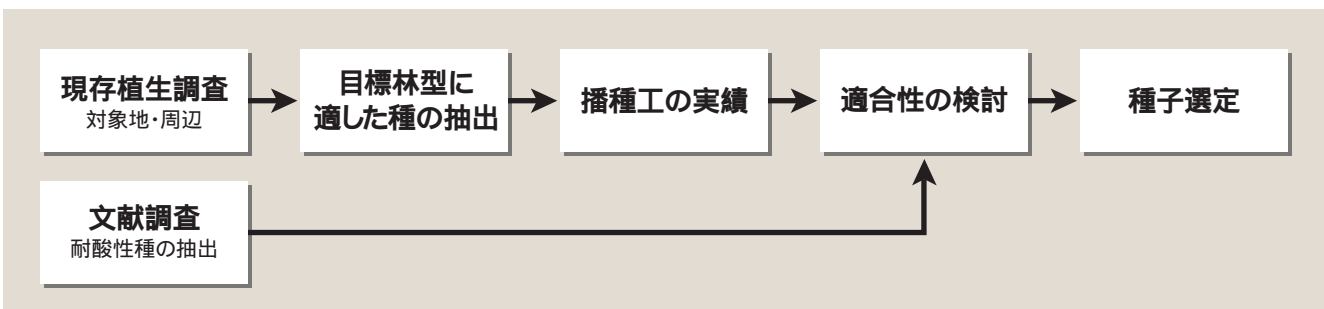 現存植生調査
対象地・周辺
目標林型に
適した種の抽出
播種工の実績
適合性の検討
種子選定
文献調査
耐酸性種の抽出